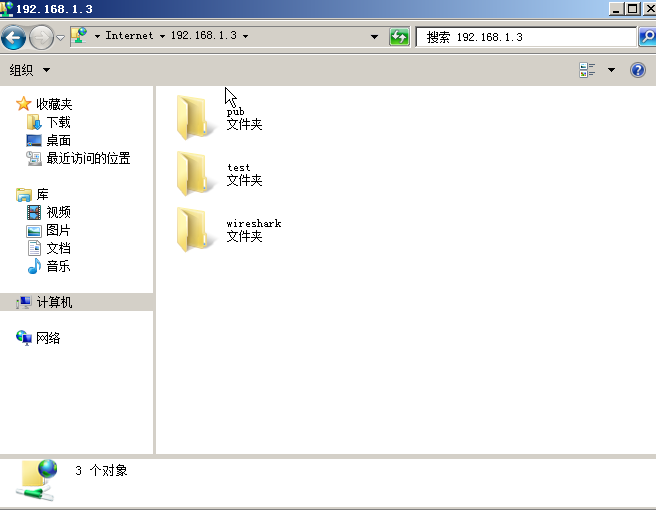 192.168.1.3
Internet 192.168.1.3
搜索 192.168.1.3
组织
收藏夹
下载
桌面
最近访问的位置
库
视频
图片
文档
音乐
计算机
网络
pub
文件夹
test
文件夹
wireshark
文件夹
3 个对象